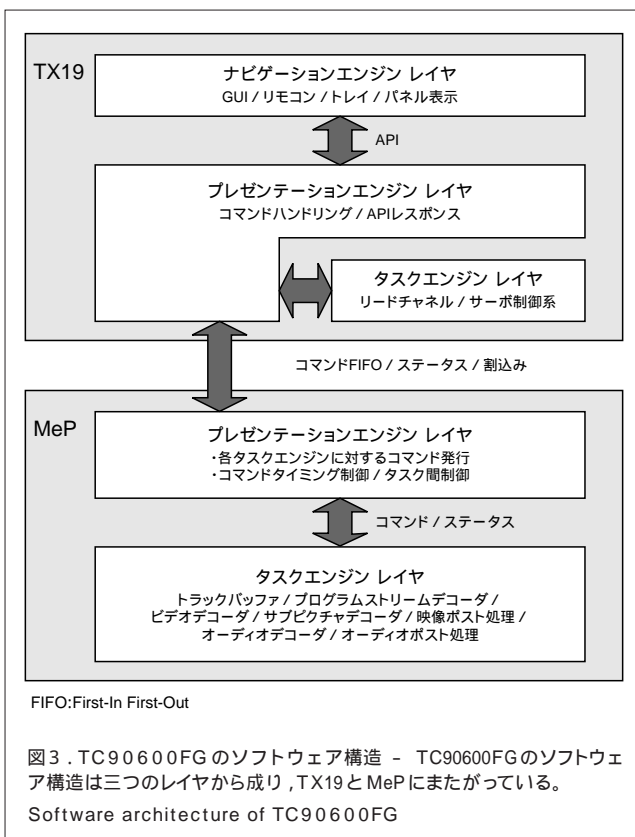 TX19
ナビゲーションエンジン レイヤ
GUI / リモコン / トレイ / パネル表示
API
プレゼンテーションエンジン レイヤ
コマンドハンドリング / APIレスポンス
タスクエンジン レイヤ
リードチャネル / サーボ制御系
コマンドFIFO / ステータス / 割込み
MeP
プレゼンテーションエンジン レイヤ
・各タスクエンジンに対するコマンド発行
・コマンドタイミング制御 / タスク間制御
コマンド / ステータス
タスクエンジン レイヤ
トラックバッファ / プログラムストリームデコーダ /
ビデオデコーダ / サブピクチャデコーダ / 映像ポスト処理 /
オーディオデコーダ / オーディオポスト処理
FIFO:First-In First-Out
図3．TC90600FGのソフトウェア構造 － TC90600FGのソフトウェ
ア構造は三つのレイヤから成り，TX19とMePにまたがっている。
Software architecture of TC90600FG